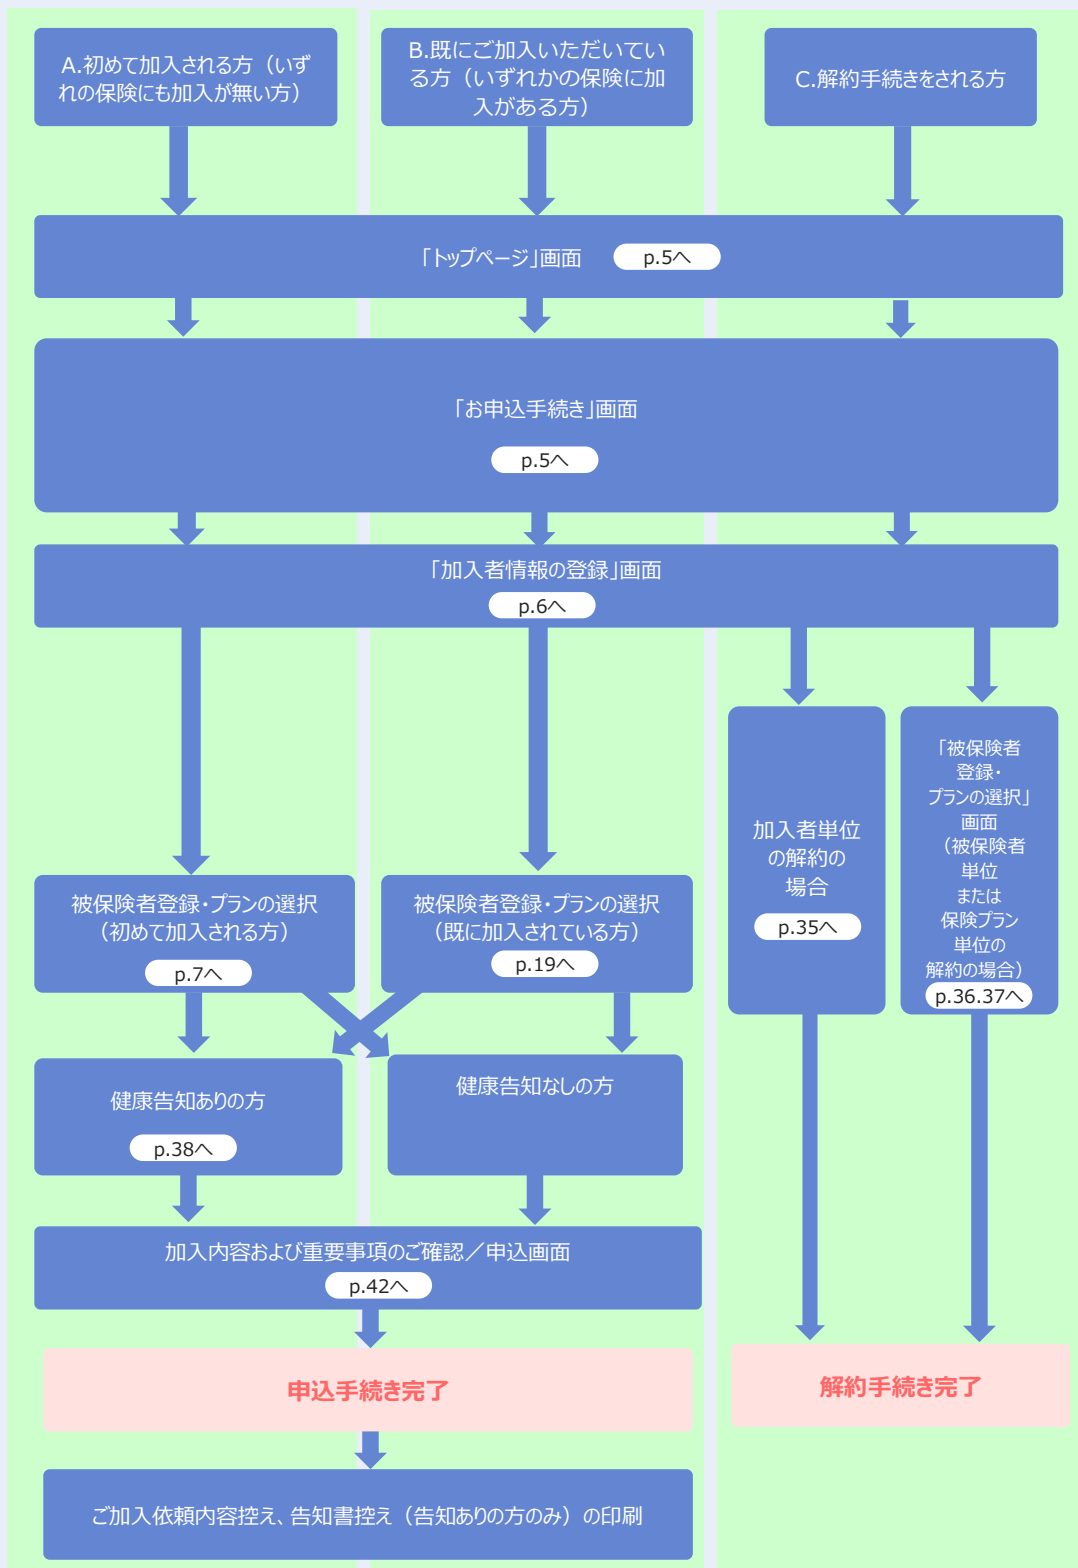 A.初めて加入される方（いず
れの保険にも加入が無い方）
B.既にご加入いただいてい
る方（いずれかの保険に加
入がある方）
C.解約手続きをされる方
「トップページ」画面
p.5へ
「お申込手続き」画面
p.5へ
「加入者情報の登録」画面
p.6へ
加入者単位
の解約の
場合
p.35へ
「被保険者
登録・
プランの選択」
画面
（被保険者
単位
または
保険プラン
単位の
解約の場合）
p.36.37へ
被保険者登録・プランの選択
（初めて加入される方）
p.7へ
被保険者登録・プランの選択
（既に加入されている方）
p.19へ
健康告知ありの方
p.38へ
健康告知なしの方
加入内容および重要事項のご確認／申込画面
p.42へ
申込手続き完了
解約手続き完了
ご加入依頼内容控え、告知書控え（告知ありの方のみ）の印刷